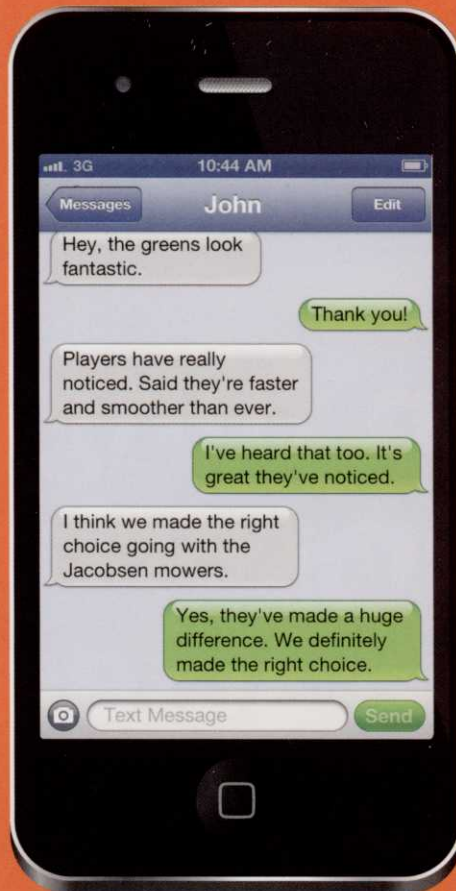 3G 10:44 AM
Messages John Edit
Hey, the greens look
fantastic.
Thank you!
Players have really
noticed. Said they're faster
and smoother than ever.
I've heard that too. It's
great they've noticed.
I think we made the right
choice going with the
Jacobsen mowers.
Yes, they've made a huge
difference. We definitely
made the right choice.
Text Message Send